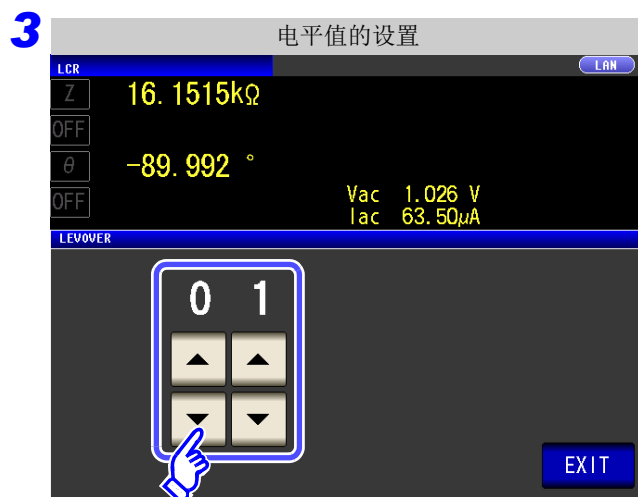 3
电平值的设置
LCR
LAN
Z 16.1515kΩ
OFF
θ -89.992 °
OFF
Vac 1.026 V
Iac 63.50μA
LEVOVER
0 1
EXIT